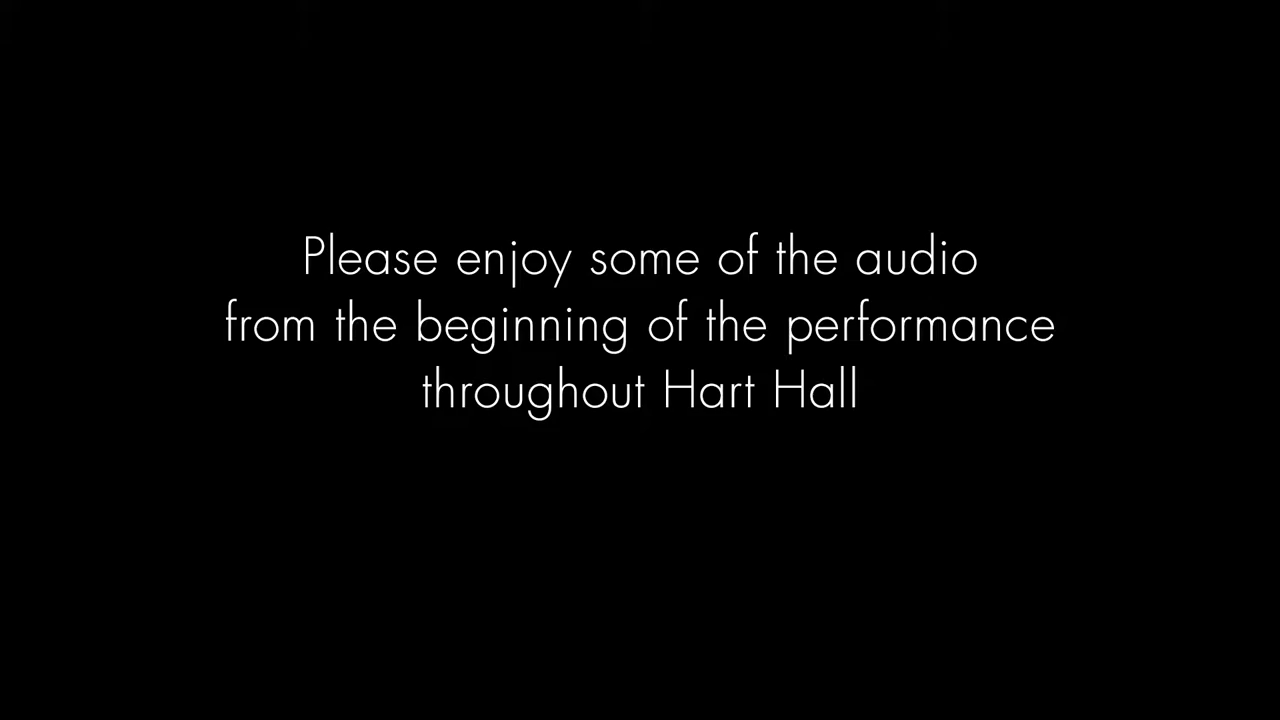 Please enjoy some of the audio
from the beginning of the performance
throughout Hart Hall